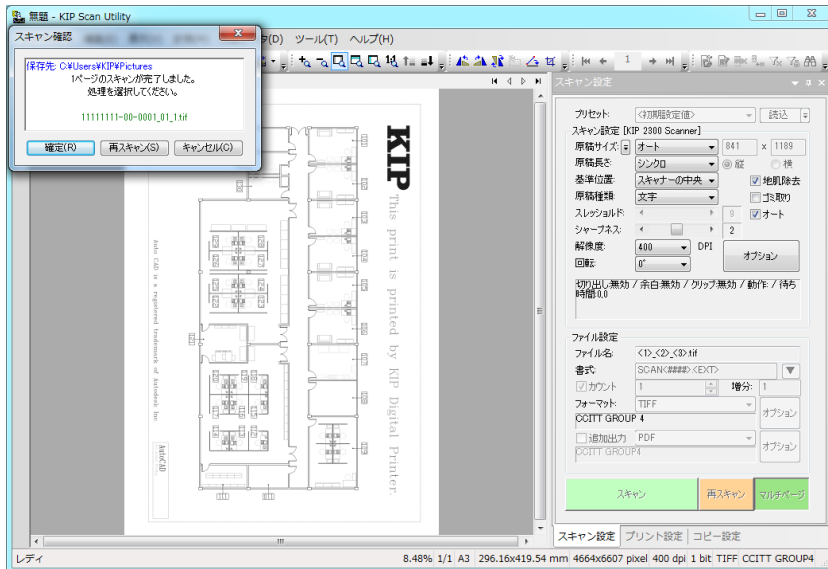 無題 - KIP Scan Utility
スキャン確認
タ(D) ツール(T) ヘルプ(H)
保存先: C:¥Users¥KIP¥Pictures
1ページのスキャンが完了しました。
処理を選択してください。
11111111-00-0001_01_1.tif
確定(R) 再スキャン(S) キャンセル(C)
1
KIP
This print is printed by KIP Digital Printer.
Auto CAD is a registered trademark of Autodesk Inc
AutoCAD
スキャン設定
プリセット: <初期設定値> 読込
スキャン設定 [KIP 2300 Scanner]
原稿サイズ: オート 841 x 1189
原稿長さ: シンクロ 縦 横
基準位置: スキャナーの中央 地肌除去
原稿種類: 文字 ゴミ取り
スレッショルド: 9 オート
シャープネス: 2
解像度: 400 DPI オプション
回転: 0°
切り出し:無効 / 余白:無効 / クリップ:無効 / 動作: / 待ち
時間:0.0
ファイル設定
ファイル名: <1>_<2>_<3>.tif
書式: SCAN<####>.<EXT>
カウント 1 増分: 1
フォーマット: TIFF オプション
CCITT GROUP 4
追加出力 PDF オプション
CCITT GROUP4
スキャン 再スキャン マルチページ
スキャン設定 プリント設定 コピー設定
レディ 8.48% 1/1 A3 296.16x419.54 mm 4664x6607 pixel 400 dpi 1 bit TIFF CCITT GROUP4